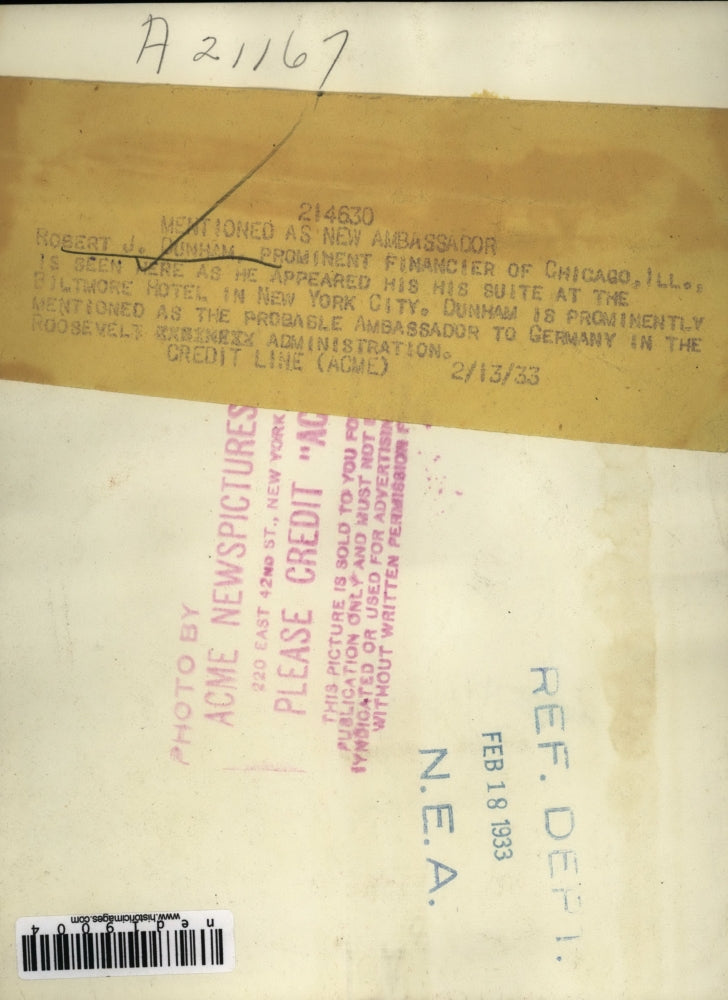 A 21167
214630
MENTIONED AS NEW AMBASSADOR
ROBERT J. DUNHAM, PROMINENT FINANCIER OF CHICAGO, ILL.,
IS SEEN HERE AS HE APPEARED HIS HIS SUITE AT THE
BILTMORE HOTEL IN NEW YORK CITY. DUNHAM IS PROMINENTLY
MENTIONED AS THE PROBABLE AMBASSADOR TO GERMANY IN THE
ROOSEVELT ADMINISTRATION.
CREDIT LINE (ACME) 2/13/33
PHOTO BY
ACME NEWSPICTURES
220 EAST 42ND ST., NEW YORK
PLEASE CREDIT "AC
THIS PICTURE IS SOLD TO YOU FO
PUBLICATION ONLY AND MUST NOT
SYNDICATED OR USED FOR ADVERTISIN
WITHOUT WRITTEN PERMISSION F
REF. DEPT.
FEB 18 1933
N.E.A.
www.historicimages.com
ned19004